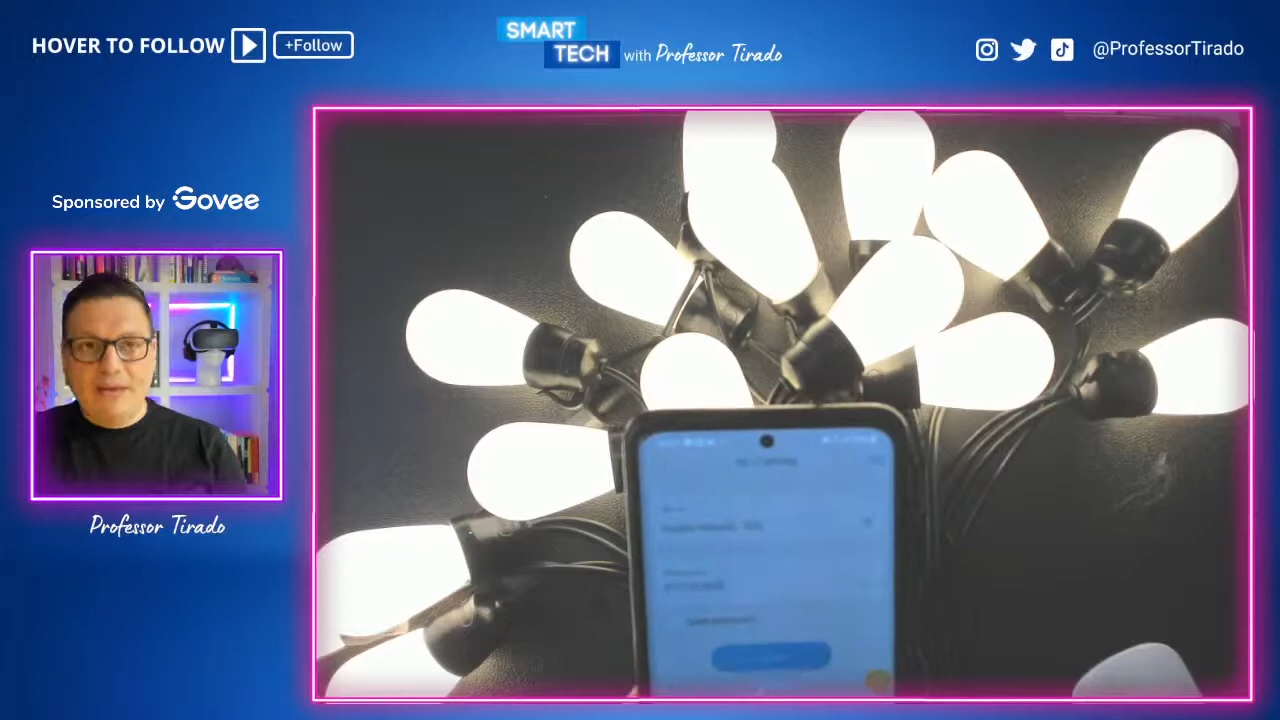 HOVER TO FOLLOW
+Follow
SMART
TECH with Professor Tirado
@ProfessorTirado
Sponsored by Govee
Professor Tirado